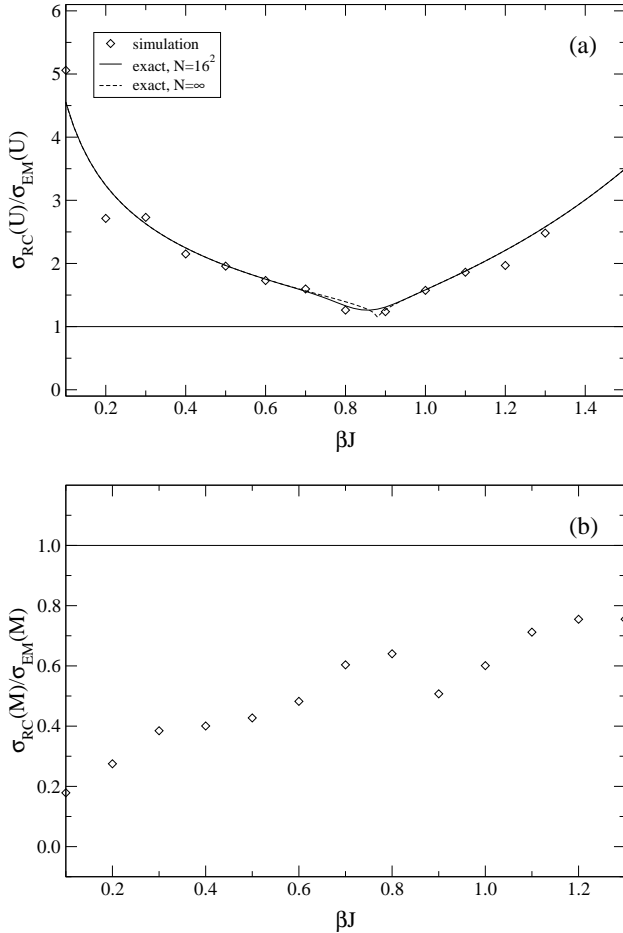 6
5
4
3
2
1
0
σRC(U)/σEM(U)
simulation
exact, N=16²
exact, N=∞
(a)
0.2 0.4 0.6 0.8 1.0 1.2 1.4
βJ
(b)
1.0
0.8
0.6
0.4
0.2
0.0
σRC(M)/σEM(M)
0.2 0.4 0.6 0.8 1.0 1.2
βJ